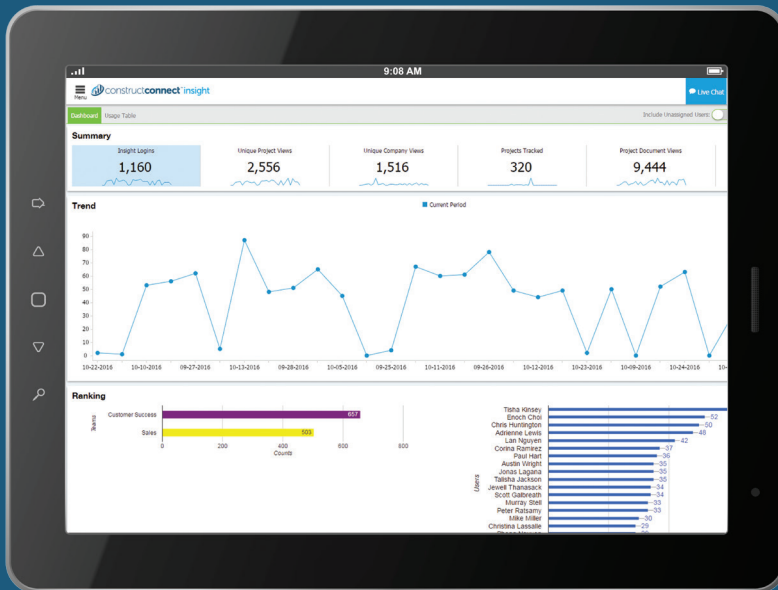 9:08 AM
Menu
constructconnect insight
Live Chat
Dashboard Usage Table
Include Unassigned Users:
Summary
Insight Logins Unique Project Views Unique Company Views Projects Tracked Project Document Views
1,160 2,556 1,516 320 9,444
Trend
Current Period
90
80
70
60
50
40
30
20
10
0
10-22-2016 10-10-2016 09-27-2016 10-13-2016 09-28-2016 10-05-2016 09-25-2016 10-11-2016 09-26-2016 10-12-2016 10-23-2016 10-09-2016 10-24-2016 10-
Ranking
Teams
Customer Success 657
Sales 503
0 200 400 600 800
Counts
Users
Tisha Kinsey
Enoch Choi 52
Chris Huntington 50
Adrienne Lewis 48
Lan Nguyen 42
Corina Ramirez 37
Paul Hart 36
Austin Wright 35
Jonas Lagana 35
Talisha Jackson 35
Jewell Thanasack 34
Scott Galbreath 34
Murray Stell 33
Peter Ratsamy 33
Mike Miller 30
Christina Lassalle 29